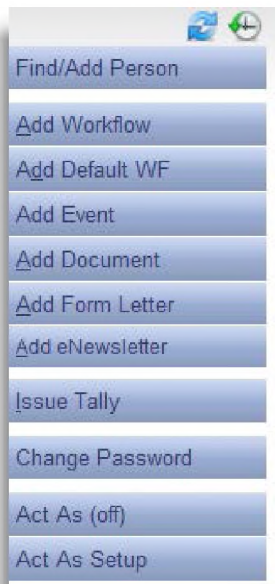 Find/Add Person
Add Workflow
Add Default WF
Add Event
Add Document
Add Form Letter
Add eNewsletter
Issue Tally
Change Password
Act As (off)
Act As Setup